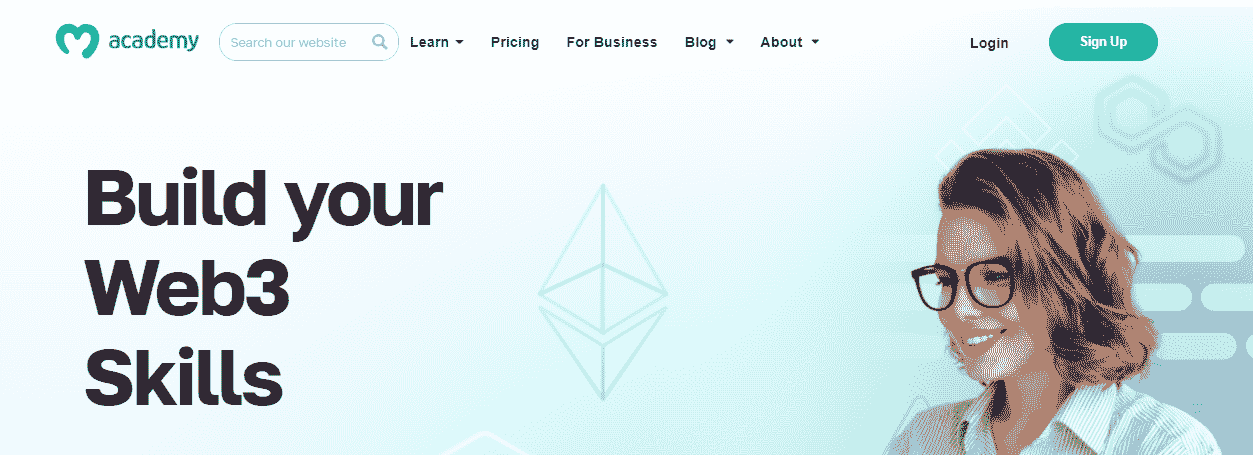 academy
Search our website
Learn
Pricing
For Business
Blog
About
Login
Sign Up
Build your
Web3
Skills